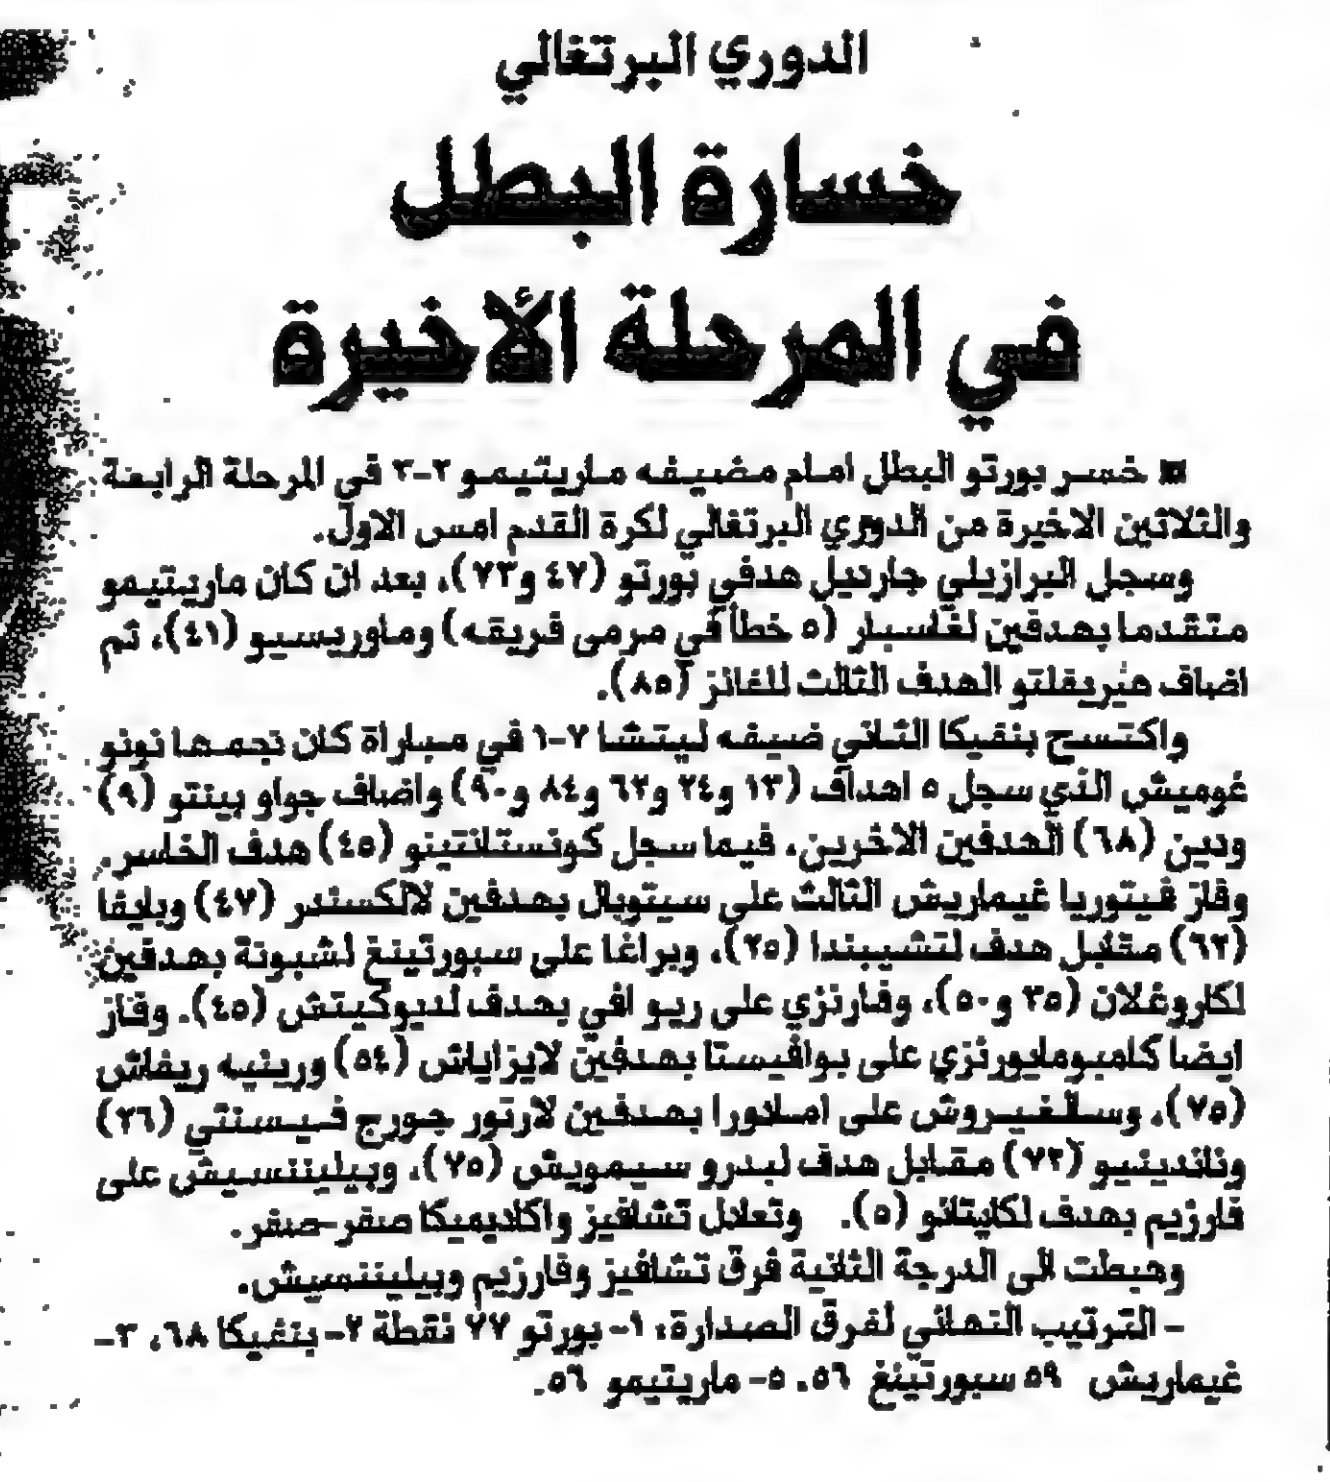 الدوري البرتغالي
خسارة البطل
في المرحلة الأخيرة
خسر بورتو البطل امام مضيفه ماريتيمو ٢-٣ في المرحلة الرابعة
والثلاثين الاخيرة من الدوري البرتغالي لكرة القدم امس الاول.
وسجل البرازيلي جارديل هدفي بورتو (٤٧ و٧٣)، بعد ان كان ماريتيمو
متقدما بهدفين لغاسبار (٥ خطأ في مرمى فريقه) وماوريسيو (٤١)، ثم
اضاف هيريفلتو الهدف الثالث للفائز (٨٥).
واكتسح بنفيكا الثاني ضيفه ليتشا ٧-١ في مباراة كان نجمها نونو
غوميش الذي سجل ٥ اهداف (١٣ و٢٤ و٦٣ و٨٤ و٩٠) واضاف جواو بينتو (٩)
ودين (٦٨) الهدفين الاخرين، فيما سجل كونستانتينو (٤٥) هدف الخاسر.
وفاز فيتوريا غيماريش الثالث على سيتوبال بهدفين لالكسندر (٤٧) وبايفا
(٦٢) مقابل هدف لتشيبندا (٢٥)، وبراغا على سبورتينغ لشبونة بهدفين
لكاروغلان (٣٥ و٥٠)، وفارنزي على ريو افي بهدف لديوكيتش (٤٥). وفاز
ايضا كامبومايورنزي على بوافيستا بهدفين لايزاياش (٥٤) ورينيه ريفاش
(٧٥)، وسالغيروش على امادورا بهدفين لارتور جورج فيسنتي (٢٦)
وناندينيو (٧٢) مقابل هدف لبدرو سيمويش (٧٥)، وبيليننسيش على
فارزيم بهدف لكايتانو (٥). وتعادل تشافيز واكاديميكا صفر-صفر.
وهبطت الى الدرجة الثانية فرق تشافيز وفارزيم وبيليننسيش.
- الترتيب النهائي لفرق الصدارة: ١- بورتو ٧٧ نقطة ٢- بنفيكا ٦٨، ٣-
غيماريش ٥٩ سبورتينغ ٥٦، ٥- ماريتيمو ٥٦.